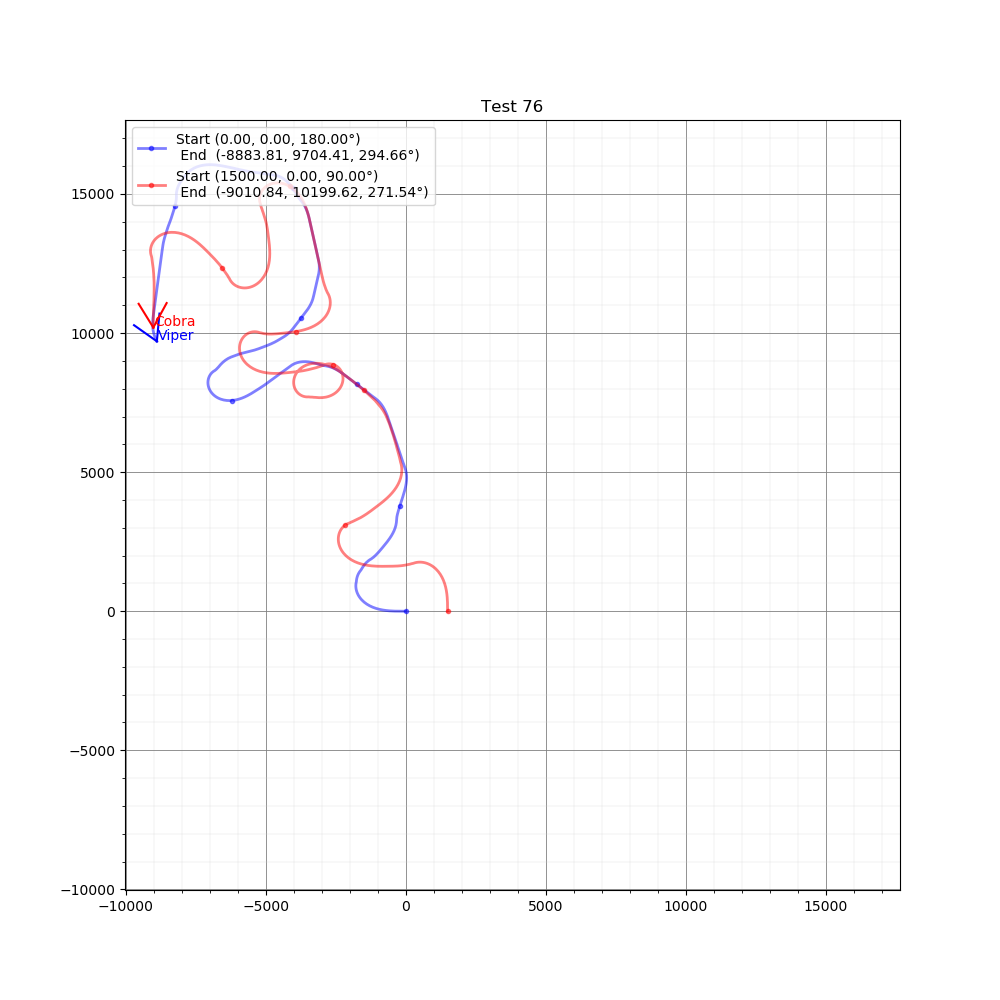 Test 76
Start (0.00, 0.00, 180.00°)
End (-8883.81, 9704.41, 294.66°)
Start (1500.00, 0.00, 90.00°)
End (-9010.84, 10199.62, 271.54°)
15000
10000
5000
0
−5000
−10000
Cobra
Viper
−10000 −5000 0 5000 10000 15000